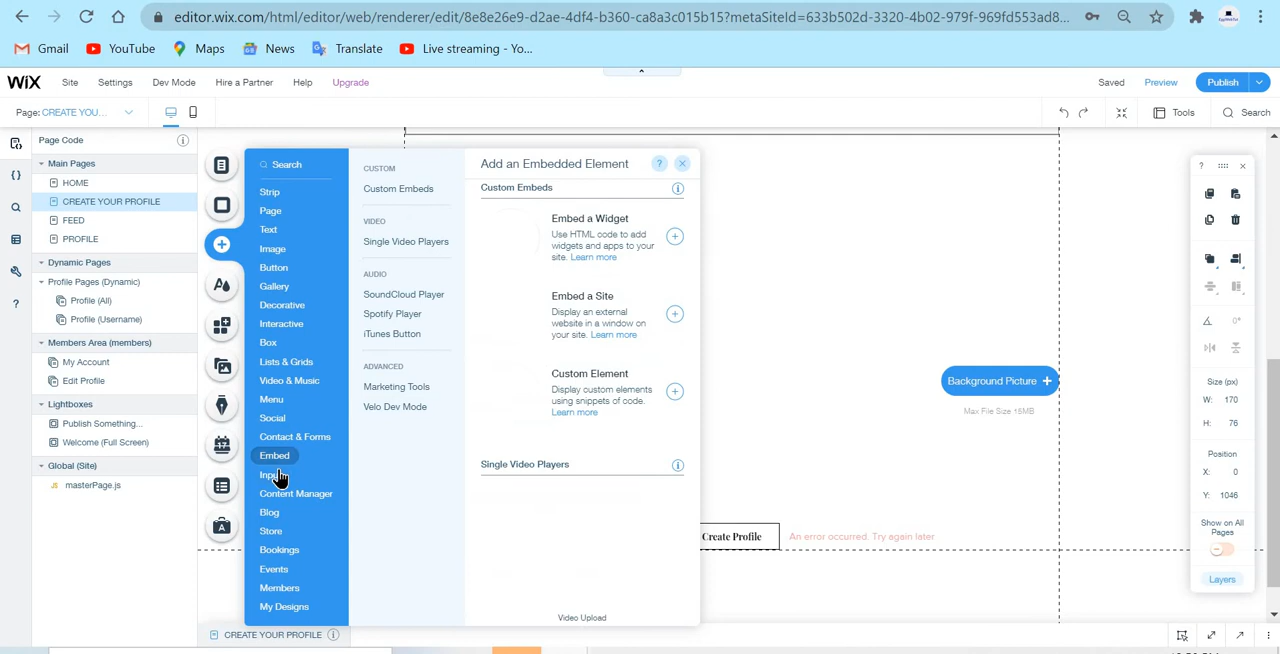 editor.wix.com/html/editor/web/renderer/edit/8e8e26e9-d2ae-4df4-b360-ca8a3c015b15?metaSiteId=633b502d-3320-4b02-979f-969fd553ad8...
Gmail YouTube Maps News Translate Live streaming - Yo...
WiX Site Settings Dev Mode Hire a Partner Help Upgrade Saved Preview Publish
Page: CREATE YOU... Tools Search
Page Code
Main Pages
HOME
CREATE YOUR PROFILE
FEED
PROFILE
Dynamic Pages
Profile Pages (Dynamic)
Profile (All)
Profile (Username)
Members Area (members)
My Account
Edit Profile
Lightboxes
Publish Something...
Welcome (Full Screen)
Global (Site)
masterPage.js
Search
Strip
Page
Text
Image
Button
Gallery
Decorative
Interactive
Box
Lists & Grids
Video & Music
Menu
Social
Contact & Forms
Embed
Content Manager
Blog
Store
Bookings
Events
Members
My Designs
CUSTOM
Custom Embeds
VIDEO
Single Video Players
AUDIO
SoundCloud Player
Spotify Player
iTunes Button
ADVANCED
Marketing Tools
Velo Dev Mode
Add an Embedded Element ?
Custom Embeds
Embed a Widget
Use HTML code to add
widgets and apps to your
site. Learn more
Embed a Site
Display an external
website in a window on
your site. Learn more
Custom Element
Display custom elements
using snippets of code.
Learn more
Single Video Players
Video Upload
Background Picture +
Max File Size 15MB
Create Profile An error occurred. Try again later
?
0°
Size (px)
W: 170
H: 76
Position
X: 0
Y: 1046
Show on All
Pages
Layers
CREATE YOUR PROFILE